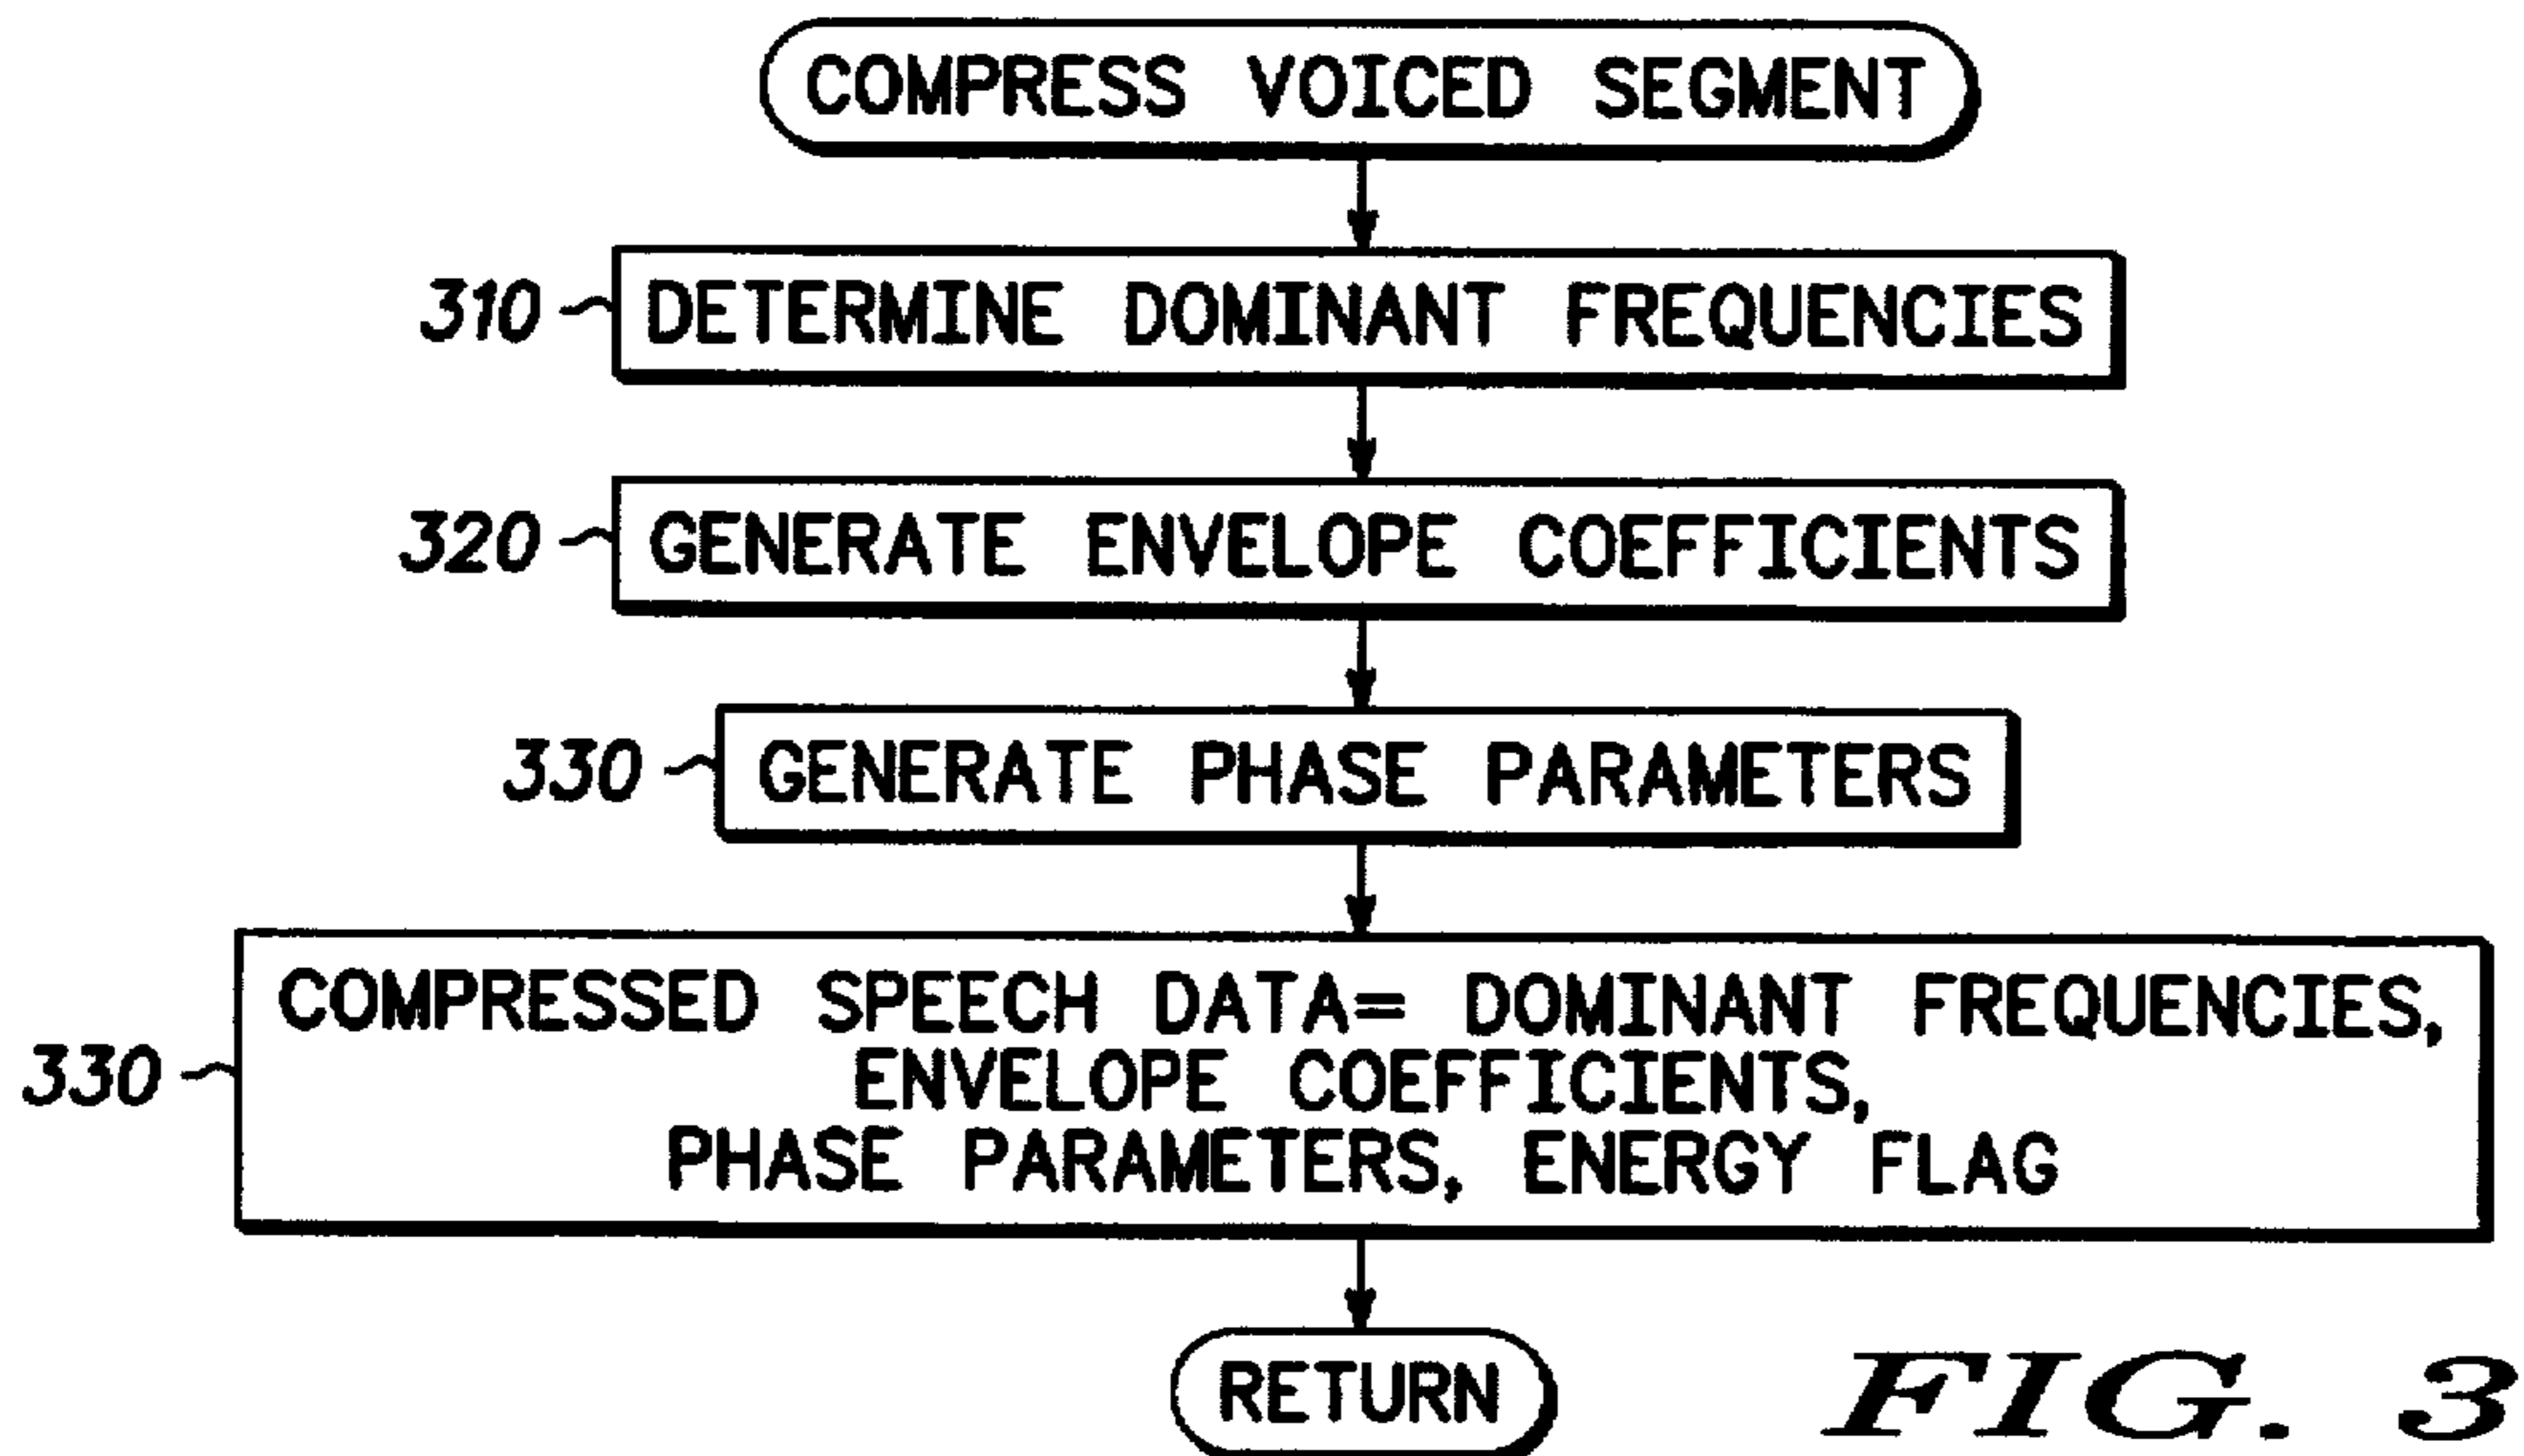 COMPRESS VOICED SEGMENT
310 DETERMINE DOMINANT FREQUENCIES
320 GENERATE ENVELOPE COEFFICIENTS
330 GENERATE PHASE PARAMETERS
COMPRESSED SPEECH DATA= DOMINANT FREQUENCIES,
330 ENVELOPE COEFFICIENTS,
PHASE PARAMETERS, ENERGY FLAG
RETURN
FIG. 3